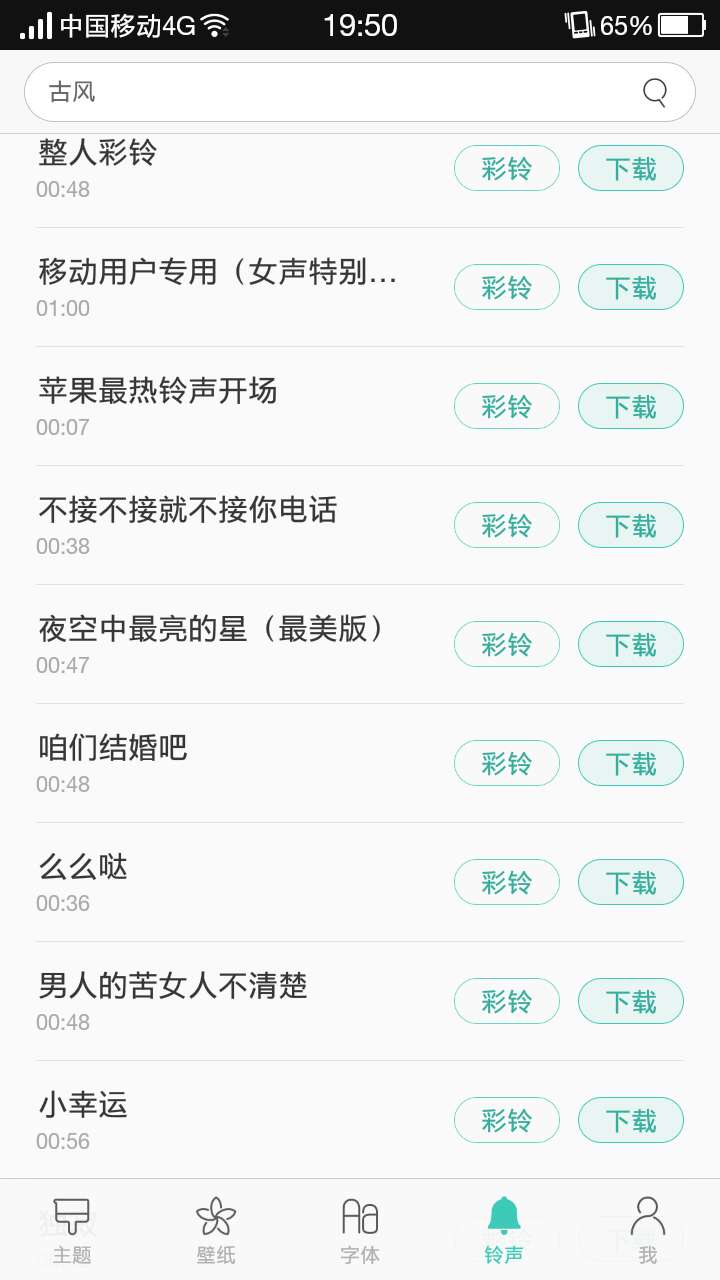 中国移动4G 19:50 65%
古风
整人彩铃
00:48
彩铃 下载
移动用户专用（女声特别...
01:00
彩铃 下载
苹果最热铃声开场
00:07
彩铃 下载
不接不接就不接你电话
00:38
彩铃 下载
夜空中最亮的星（最美版）
00:47
彩铃 下载
咱们结婚吧
00:48
彩铃 下载
么么哒
00:36
彩铃 下载
男人的苦女人不清楚
00:48
彩铃 下载
小幸运
00:56
彩铃 下载
主题 壁纸 字体 铃声 我